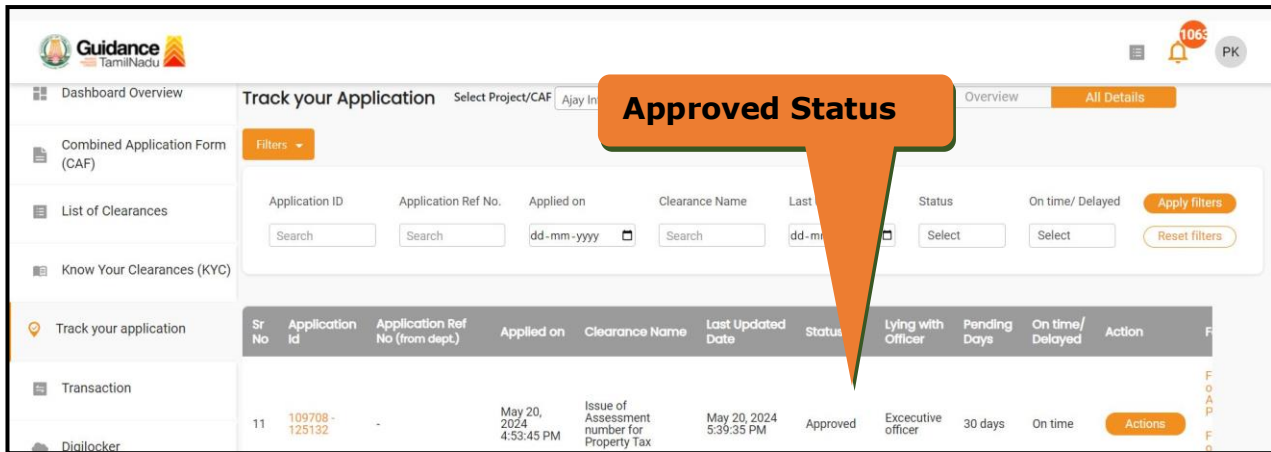 Guidance
TamilNadu
1063
PK
Dashboard Overview
Track your Application
Select Project/CAF
Ajay
Approved Status
Overview
All Details
Combined Application Form
(CAF)
Filters
List of Clearances
Application ID
Application Ref No.
Applied on
Clearance Name
Last
Status
On time/ Delayed
Apply filters
Search
Search
dd-mm-yyyy
Search
Select
Select
Reset filters
Know Your Clearances (KYC)
Track your application
Sr
No
Application
Id
Application Ref
No (from dept.)
Applied on
Clearance Name
Last Updated
Date
Status
Lying with
Officer
Pending
Days
On time/
Delayed
Action
Transaction
11
109708 -
125132
-
May 20,
2024
4:53:45 PM
Issue of
Assessment
number for
Property Tax
May 20, 2024
5:39:35 PM
Approved
Excecutive
officer
30 days
On time
Actions
Digilocker